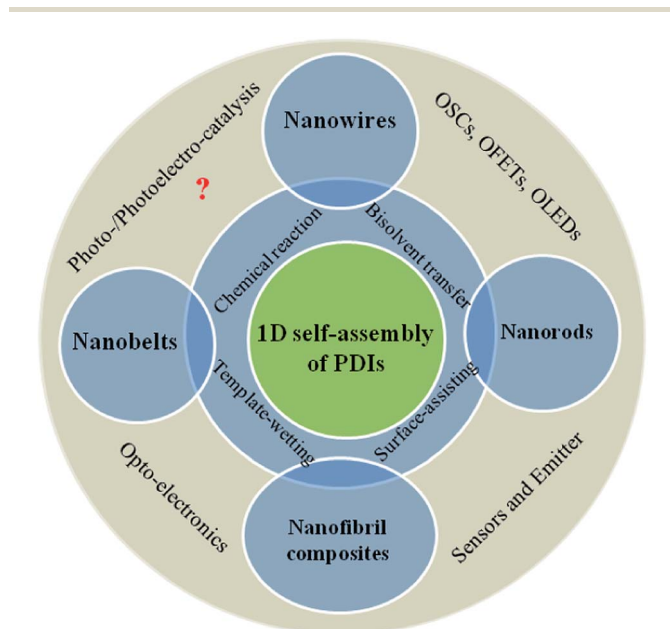 Nanowires
Photo-/Photoelectro-catalysis
?
OSCs, OFETs, OLEDs
Chemical reaction
Bisolvent transfer
Nanobelts
1D self-assembly
of PDIs
Nanorods
Template-wetting
Surface-assisting
Opto-electronics
Nanofibril
composites
Sensors and Emitter